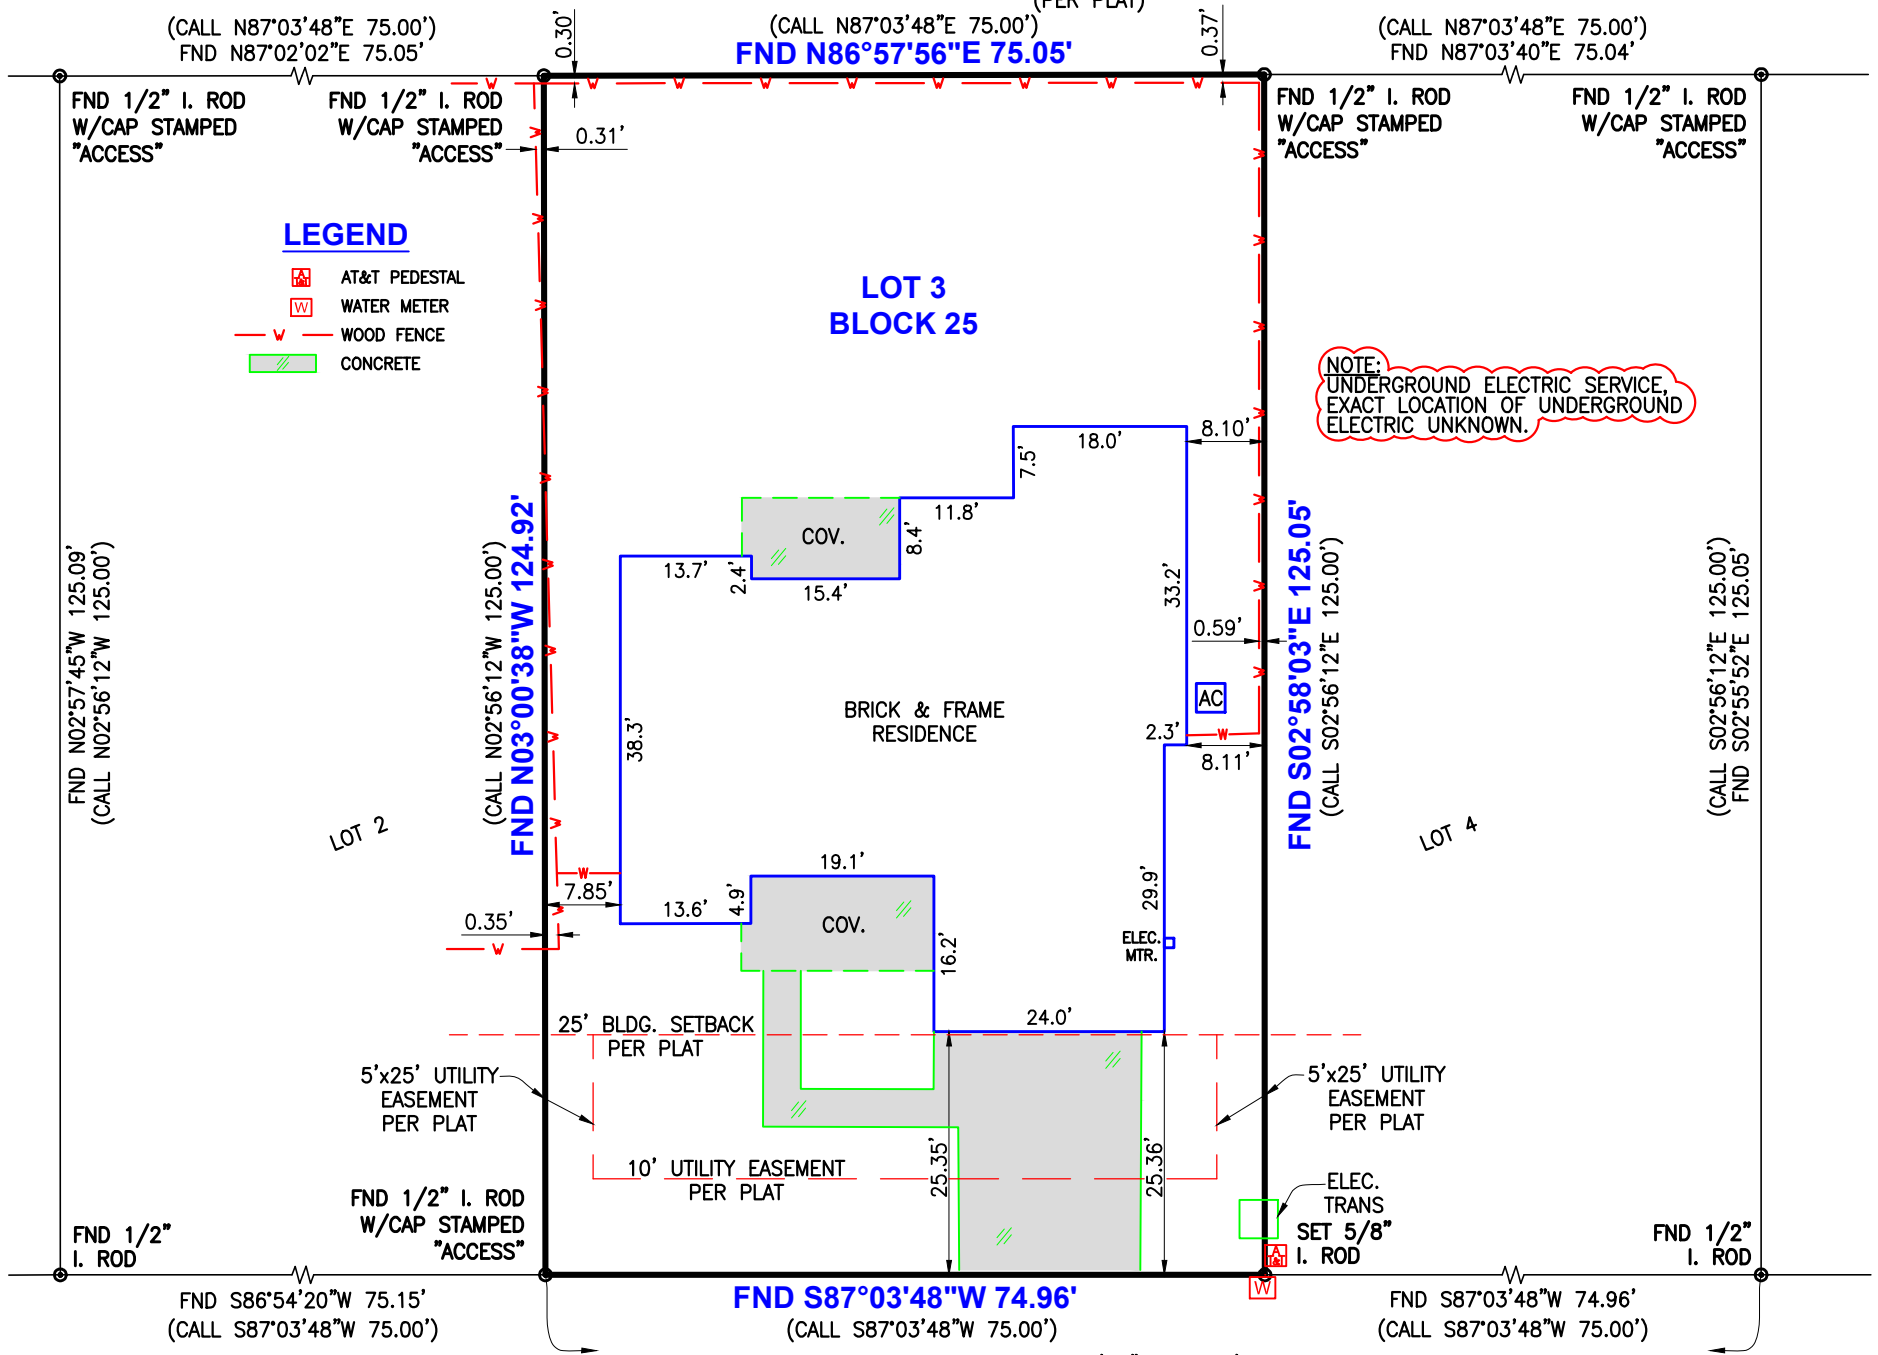 (PER PLAT)
(CALL N87°03'48"E 75.00')
FND N87°02'02"E 75.05'
0.30'
(CALL N87°03'48"E 75.00')
FND N86°57'56"E 75.05'
0.37'
(CALL N87°03'48"E 75.00')
FND N87°03'40"E 75.04'
FND 1/2" I. ROD
W/CAP STAMPED
"ACCESS"
FND 1/2" I. ROD
W/CAP STAMPED
"ACCESS"
0.31'
FND 1/2" I. ROD
W/CAP STAMPED
"ACCESS"
FND 1/2" I. ROD
W/CAP STAMPED
"ACCESS"
LEGEND
A
AT&T
AT&T PEDESTAL
W
WATER METER
W
WOOD FENCE
CONCRETE
LOT 3
BLOCK 25
NOTE:
UNDERGROUND ELECTRIC SERVICE,
EXACT LOCATION OF UNDERGROUND
ELECTRIC UNKNOWN.
18.0'
8.10'
7.5'
11.8'
8.4'
COV.
13.7'
2.4'
15.4'
33.2'
0.59'
AC
2.3'
8.11'
38.3'
BRICK & FRAME
RESIDENCE
FND N02°57'45"W 125.09'
(CALL N02°56'12"W 125.00')
(CALL N02°56'12"W 125.00')
FND N03°00'38"W 124.92'
FND S02°58'03"E 125.05'
(CALL S02°56'12"E 125.00')
(CALL S02°56'12"E 125.00')
FND S02°55'52"E 125.05'
LOT 2
LOT 4
19.1'
7.85'
13.6'
4.9'
COV.
0.35'
16.2'
29.9'
ELEC.
MTR.
24.0'
25' BLDG. SETBACK
PER PLAT
5'x25' UTILITY
EASEMENT
PER PLAT
5'x25' UTILITY
EASEMENT
PER PLAT
10' UTILITY EASEMENT
PER PLAT
25.35'
25.36'
ELEC.
TRANS
FND 1/2"
I. ROD
FND 1/2" I. ROD
W/CAP STAMPED
"ACCESS"
SET 5/8"
I. ROD
A
AT&T
W
FND 1/2"
I. ROD
FND S86°54'20"W 75.15'
(CALL S87°03'48"W 75.00')
FND S87°03'48"W 74.96'
(CALL S87°03'48"W 75.00')
FND S87°03'48"W 74.96'
(CALL S87°03'48"W 75.00')